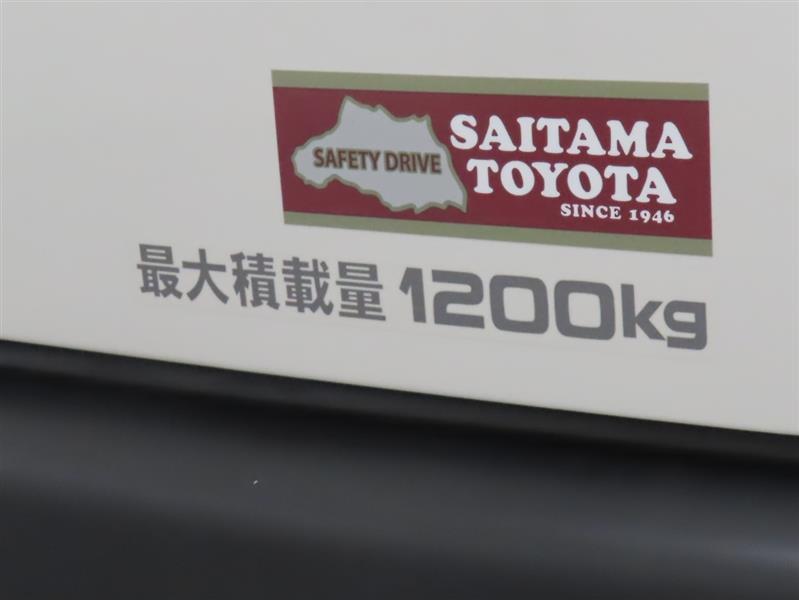 SAFETY DRIVE
SAITAMA
TOYOTA
SINCE 1946
最大積載量 1200kg